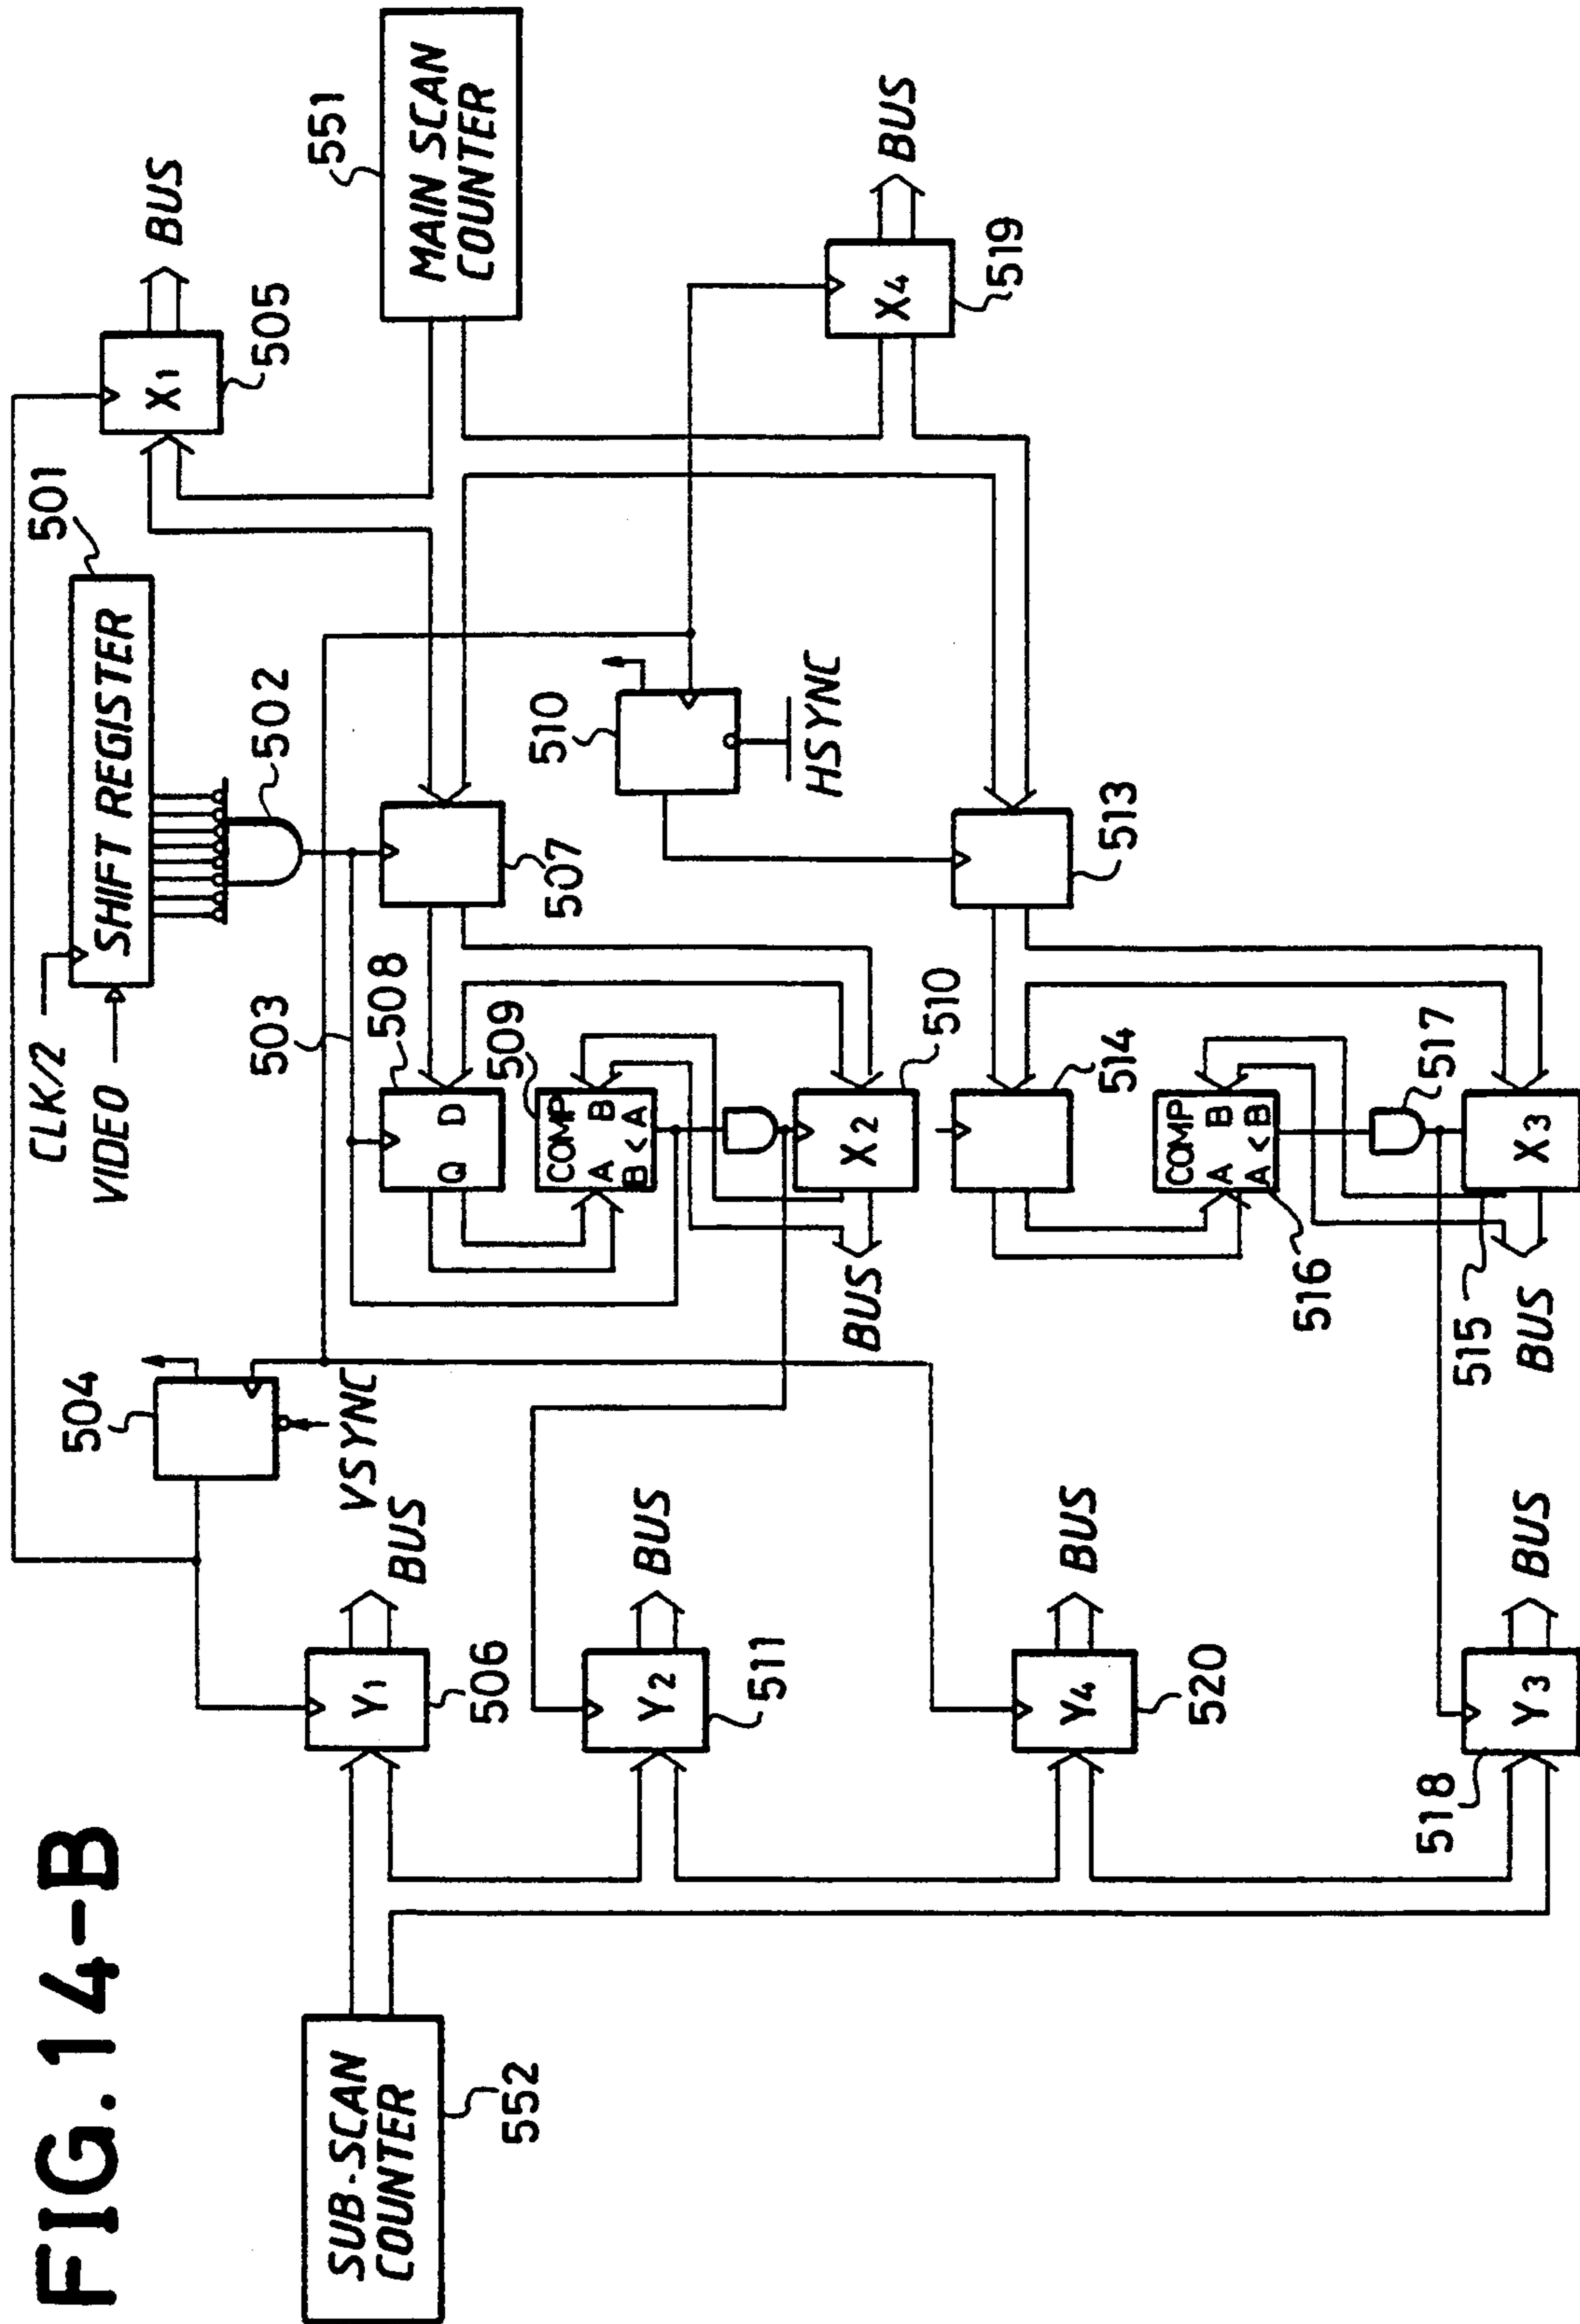 FIG. 14-B
SUB-SCAN
COUNTER
552
Y1
506
BUS
Y2
511
BUS
Y4
520
BUS
Y3
518
BUS
504
VSYNC
CLK/2
VIDEO
SHIFT REGISTER
501
502
503
507
508
Q D
509
COMP
A B
B < A
X2
510
BUS
510
HSYNC
513
514
COMP
A B
A < B
516
517
X3
515
BUS
X1
505
BUS
MAIN SCAN
COUNTER
551
X4
519
BUS